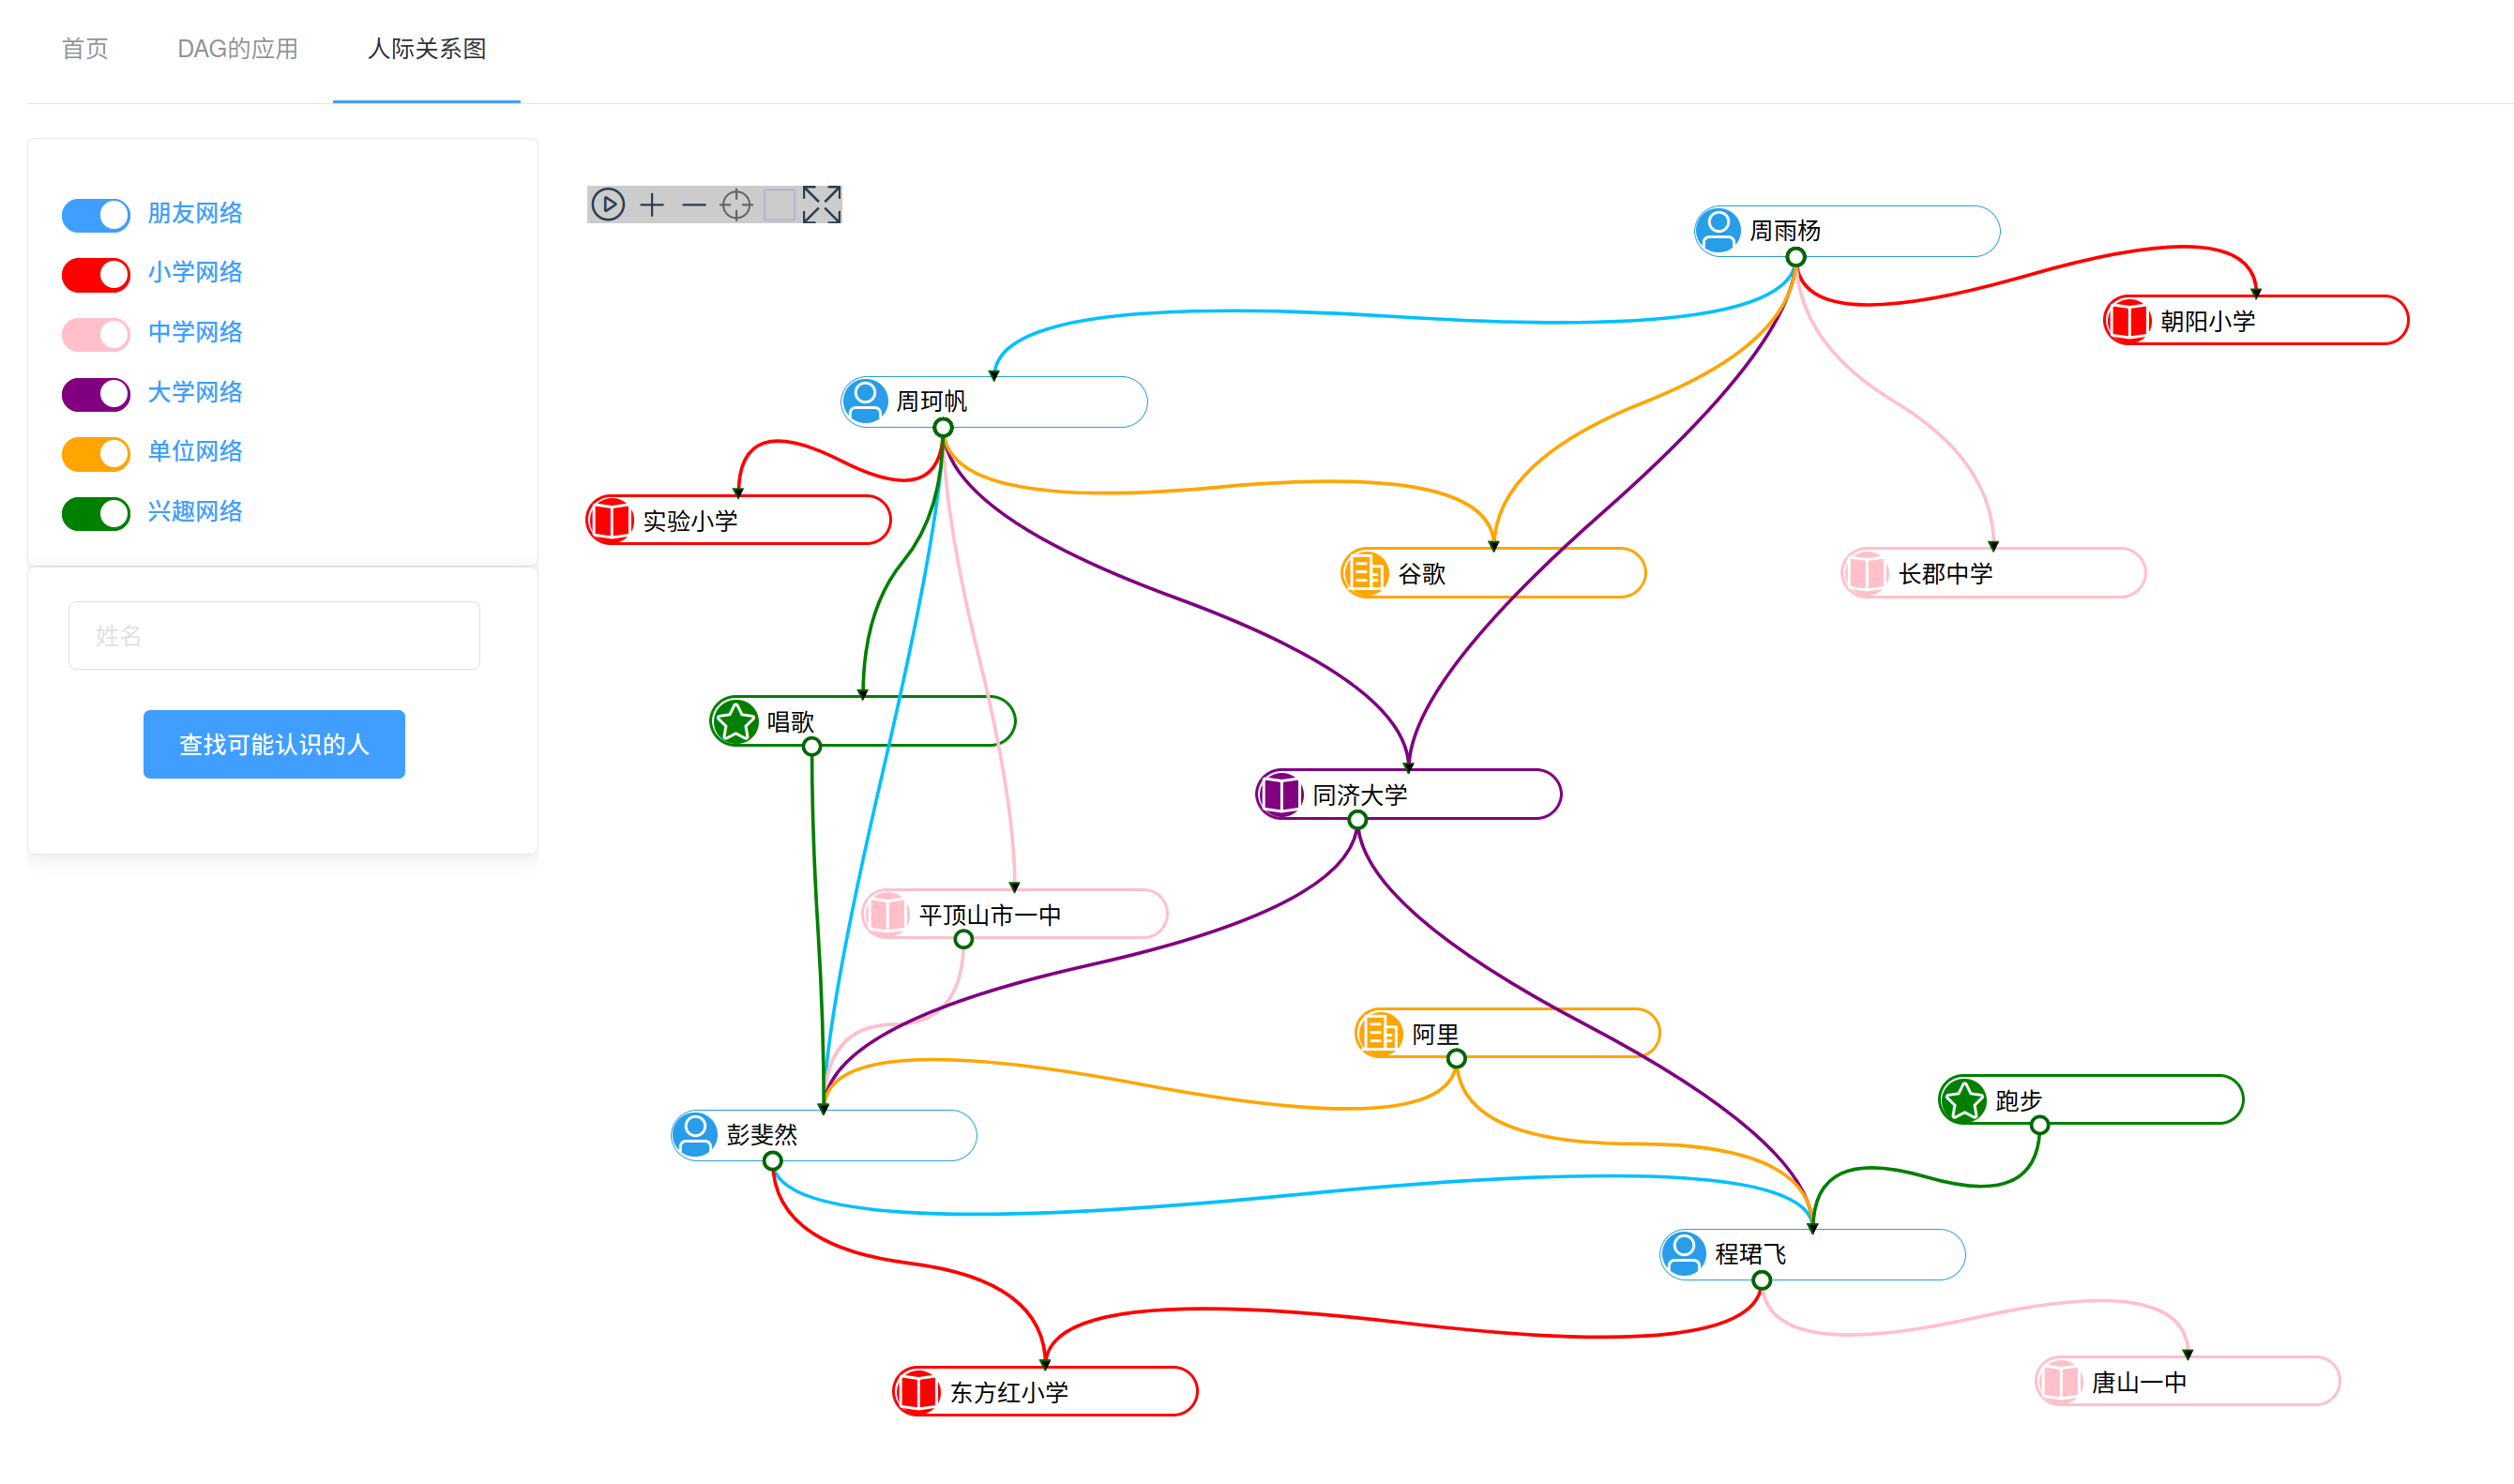 首页 DAG的应用 人际关系图
朋友网络
小学网络
中学网络
大学网络
单位网络
兴趣网络
姓名
查找可能认识的人
周雨杨
朝阳小学
周珂帆
实验小学
谷歌
长郡中学
唱歌
同济大学
平顶山市一中
阿里
跑步
彭斐然
程珺飞
东方红小学
唐山一中